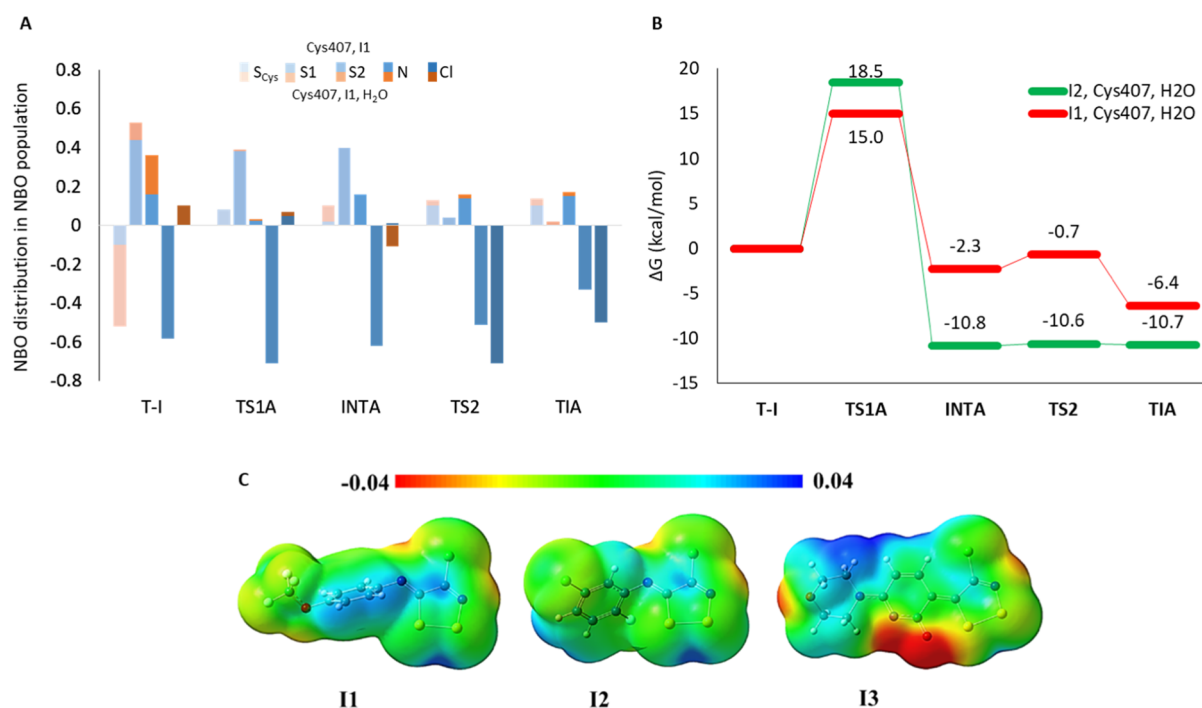 A
Cys407, I1
SCys S1 S2 N Cl
Cys407, I1, H2O
NBO distribution in NBO population
0.8
0.6
0.4
0.2
0
-0.2
-0.4
-0.6
-0.8
T-I TS1A INTA TS2 TIA
B
I2, Cys407, H2O
I1, Cys407, H2O
ΔG (kcal/mol)
20
15
10
5
0
-5
-10
-15
18.5
15.0
-2.3
-0.7
-6.4
-10.8
-10.6
-10.7
T-I TS1A INTA TS2 TIA
C
-0.04 0.04
I1 I2 I3